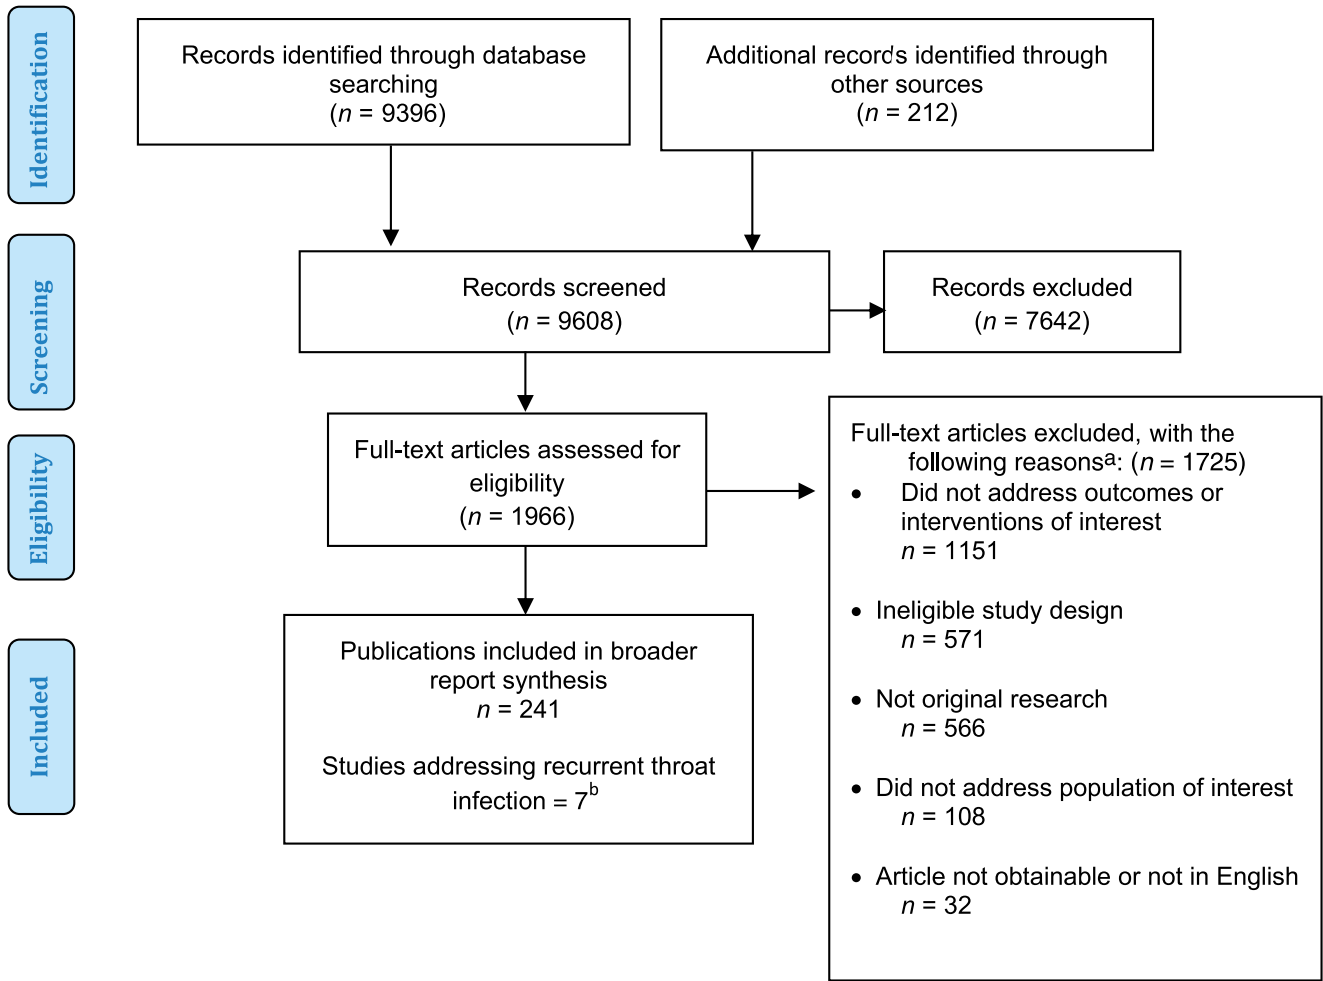 Identification
Records identified through database
searching
(n = 9396)
Additional records identified through
other sources
(n = 212)
Screening
Records screened
(n = 9608)
Records excluded
(n = 7642)
Eligibility
Full-text articles assessed for
eligibility
(n = 1966)
Full-text articles excluded, with the
following reasonsᵃ: (n = 1725)
• Did not address outcomes or
interventions of interest
n = 1151
• Ineligible study design
n = 571
• Not original research
n = 566
• Did not address population of interest
n = 108
• Article not obtainable or not in English
n = 32
Included
Publications included in broader
report synthesis
n = 241
Studies addressing recurrent throat
infection = 7ᵇ